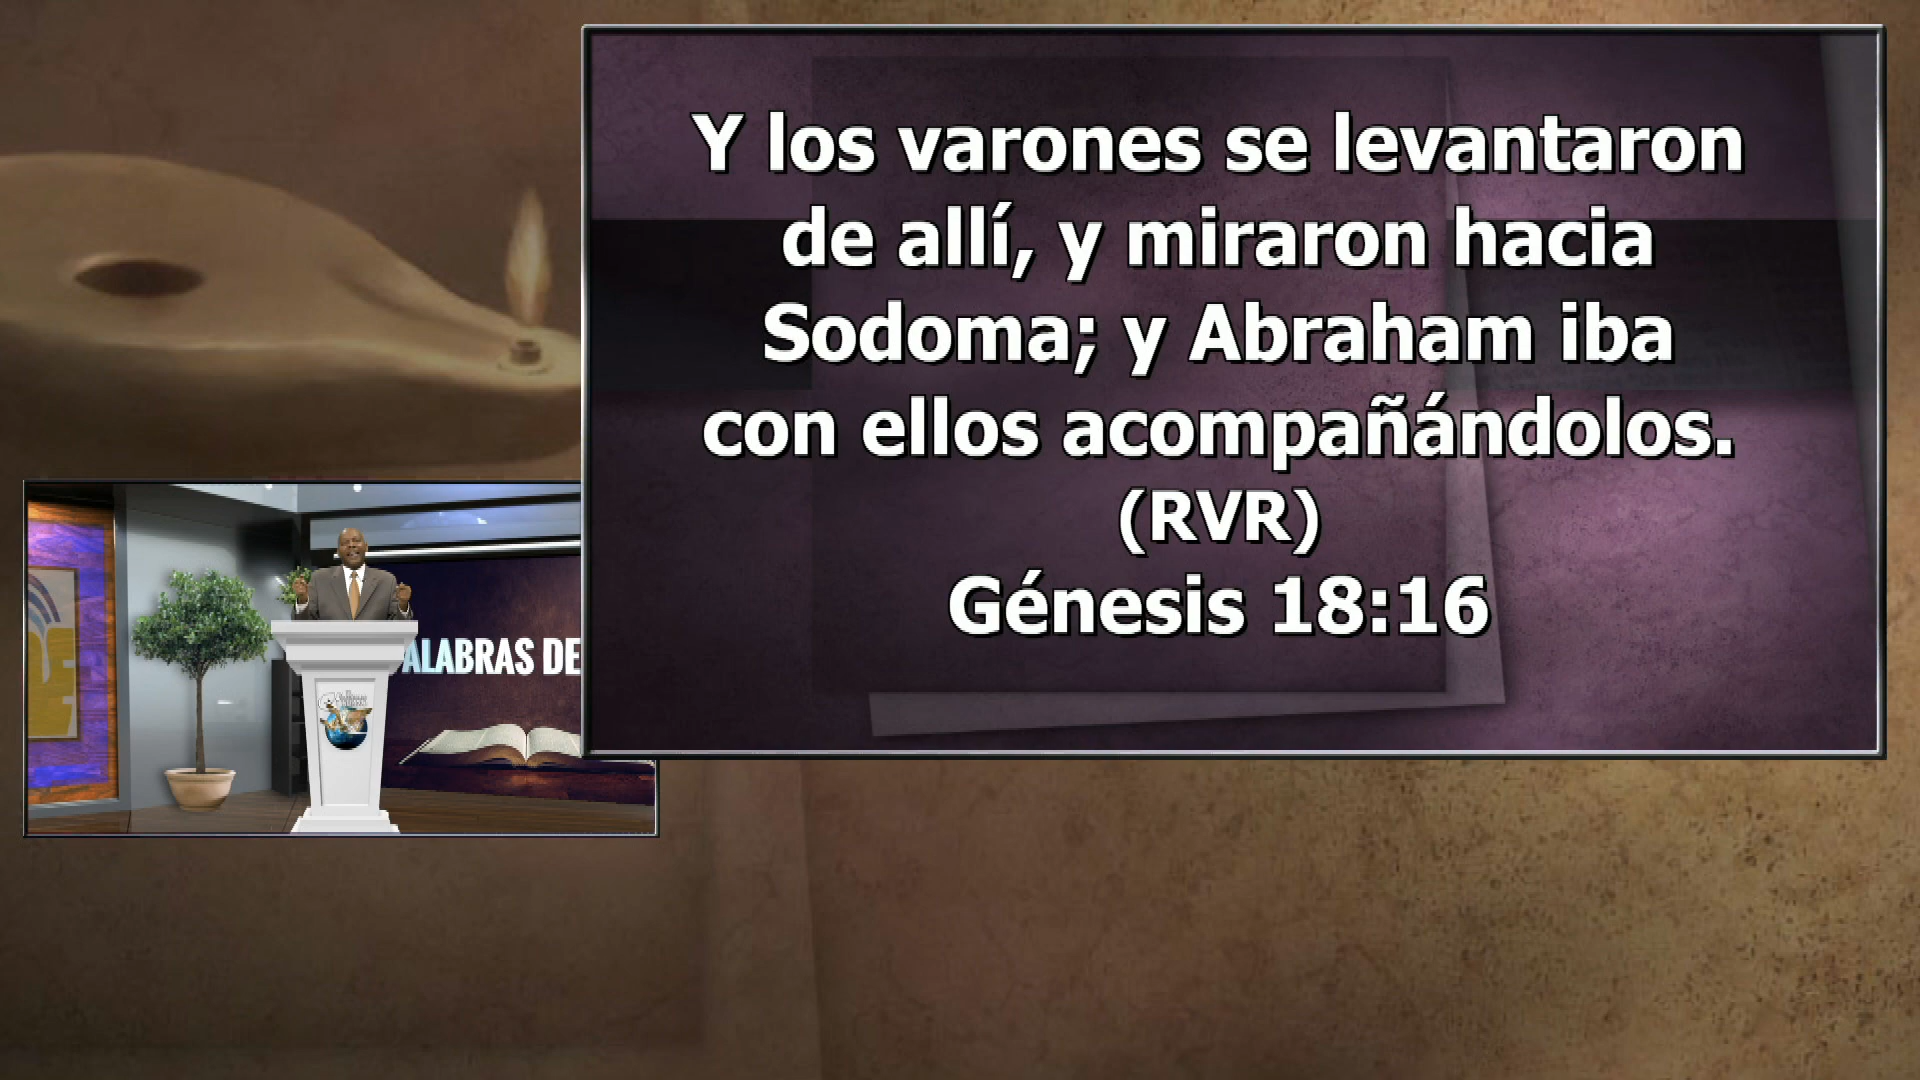 Y los varones se levantaron
de allí, y miraron hacia
Sodoma; y Abraham iba
con ellos acompañándolos.
(RVR)
Génesis 18:16
ALABRAS DE
DE